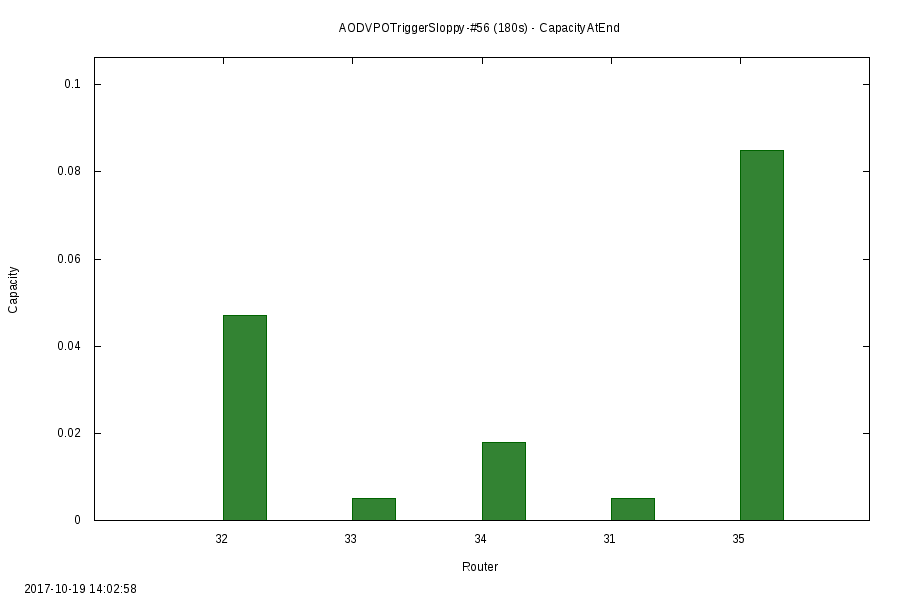 AODVPOTriggerSloppy-#56 (180s) - CapacityAtEnd
0.1
0.08
0.06
0.04
0.02
0
Capacity
32 33 34 31 35
Router
2017-10-19 14:02:58